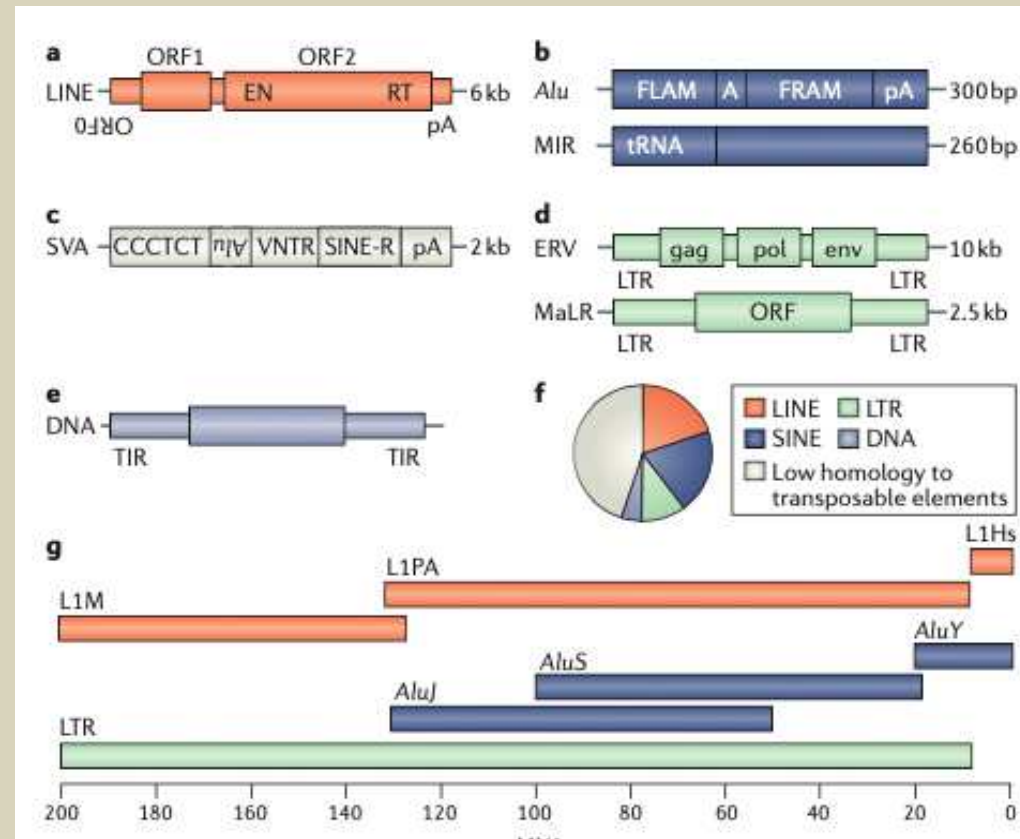 a
ORF1 ORF2
LINE EN RT 6 kb
ORF0 pA
b
Alu FLAM A FRAM pA 300 bp
MIR tRNA 260 bp
c
SVA CCCTCT Alu VNTR SINE-R pA 2 kb
d
ERV gag pol env 10 kb
LTR LTR
MaLR ORF 2.5 kb
LTR LTR
e
DNA
TIR TIR
f
LINE LTR
SINE DNA
Low homology to
transposable elements
g
L1Hs
L1PA
L1M
AluY
AluS
AluJ
LTR
200 180 160 140 120 100 80 60 40 20 0